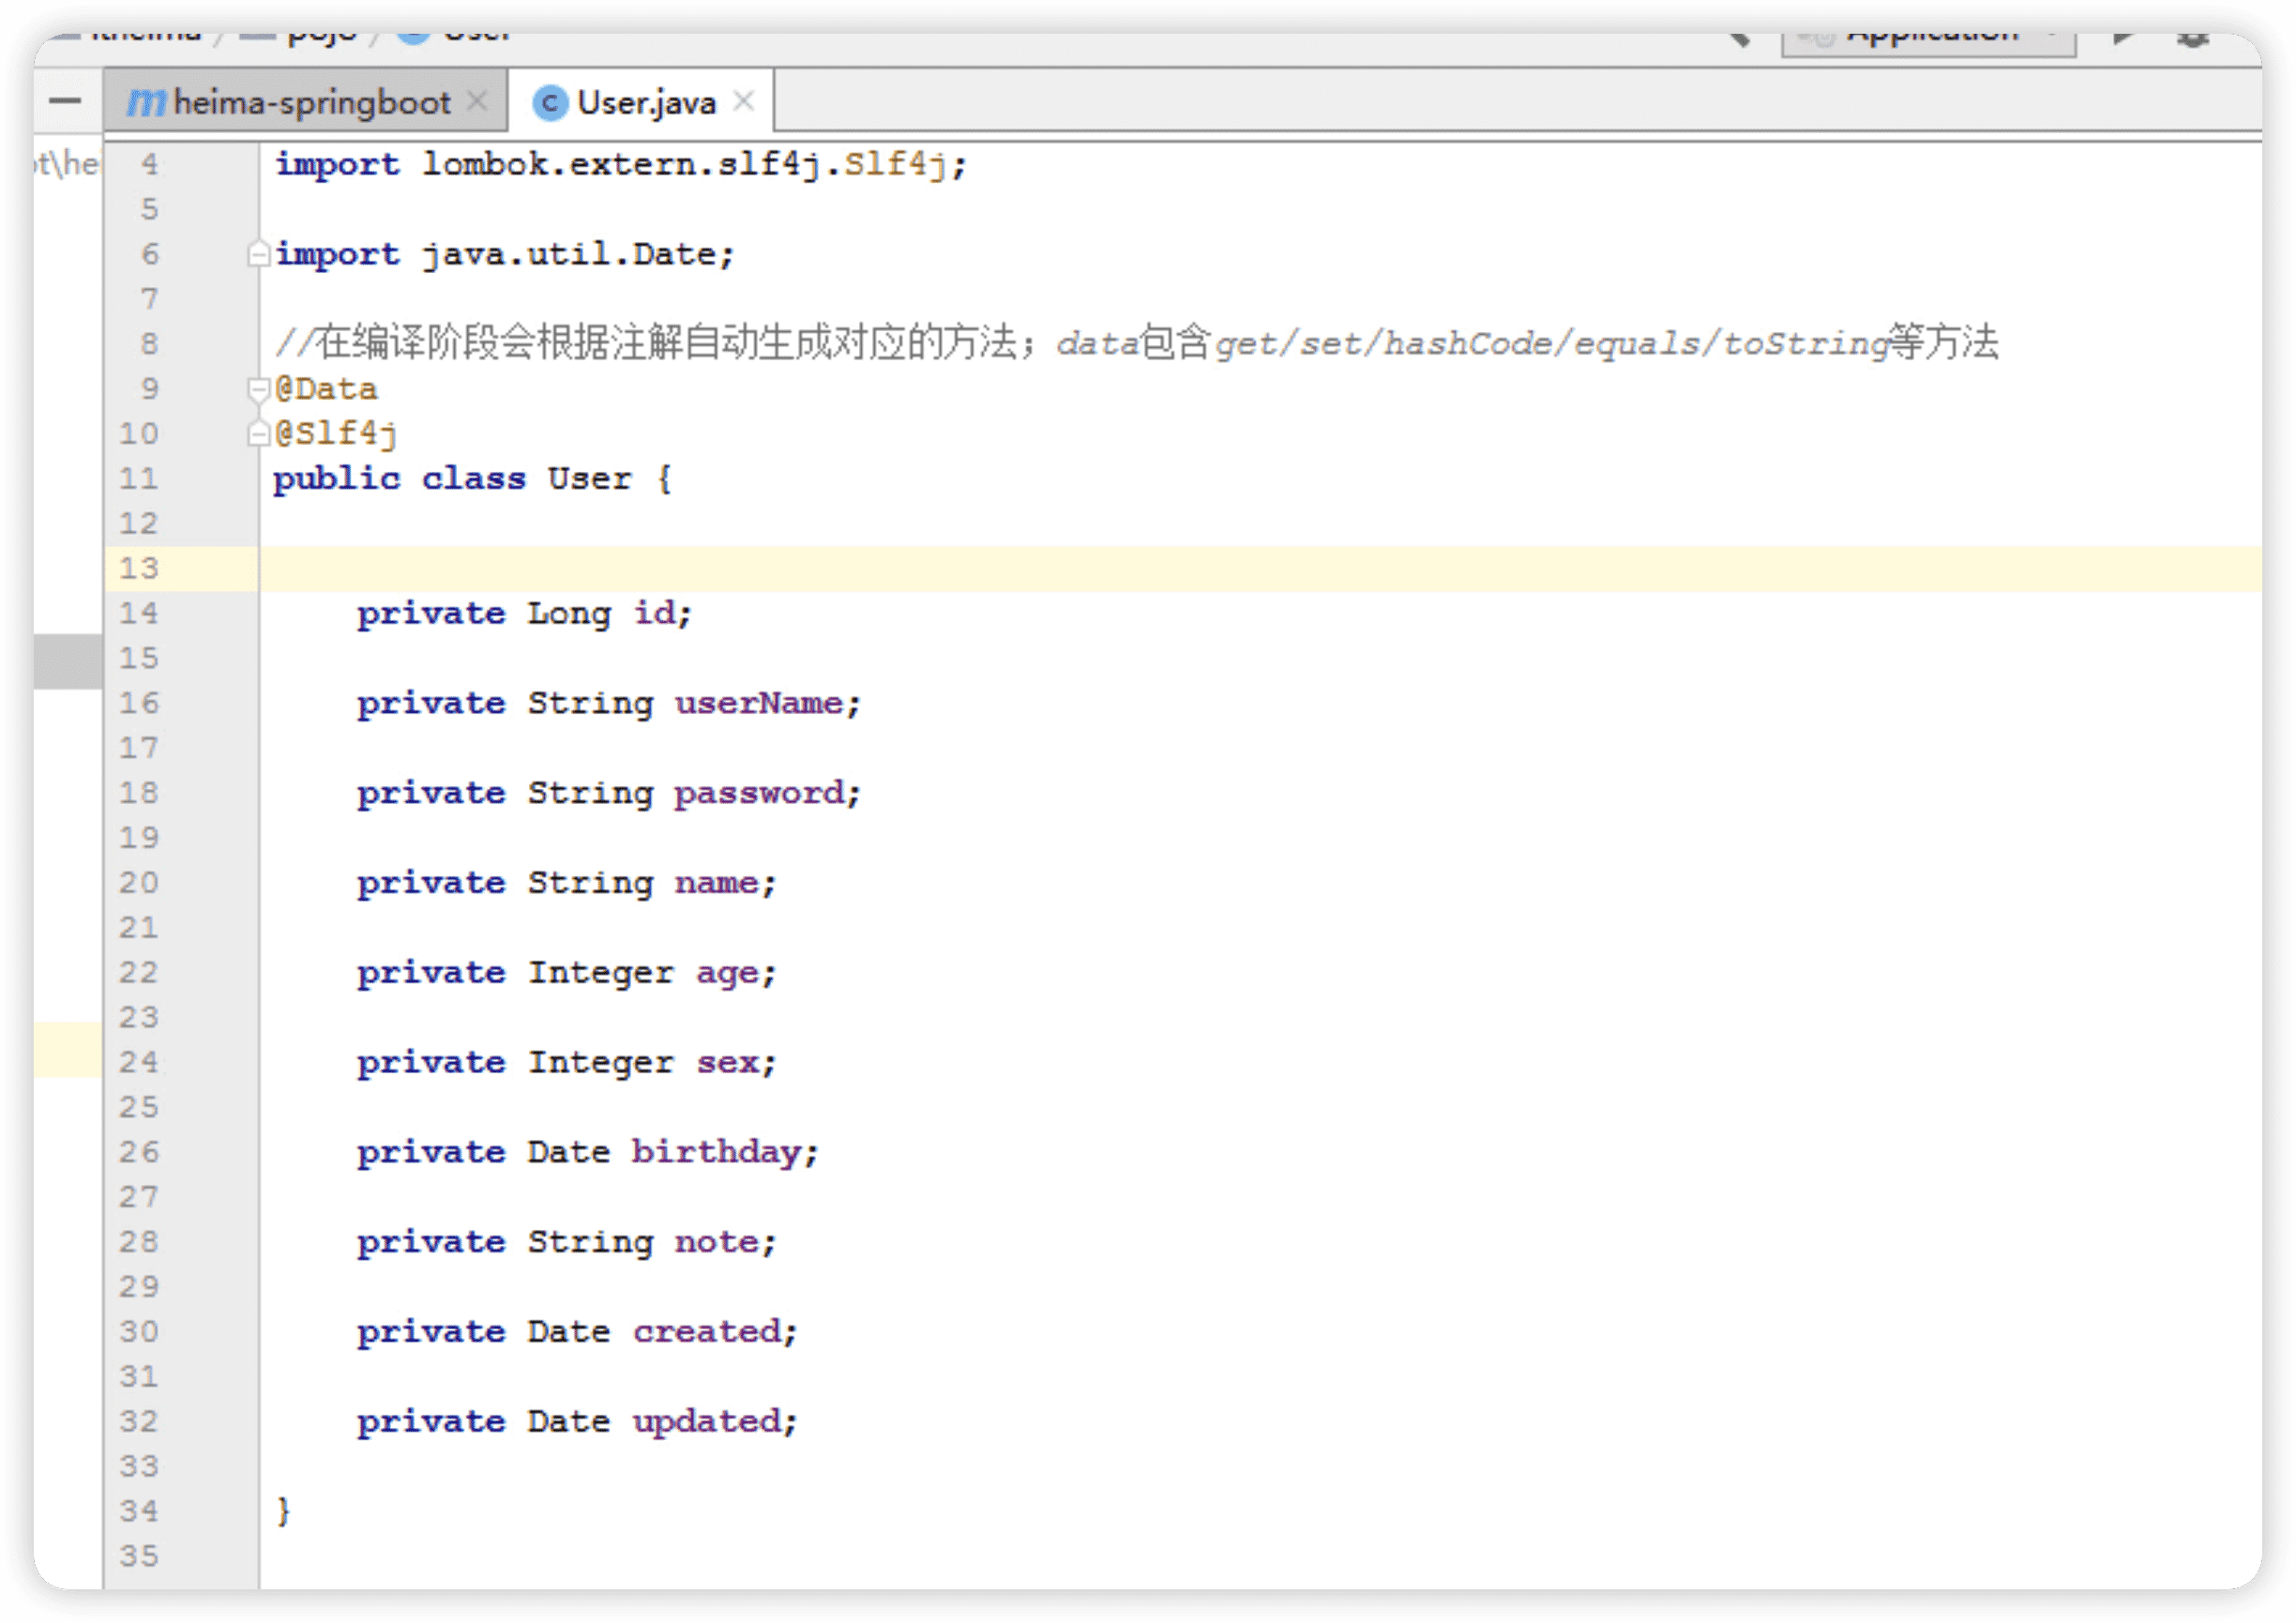 itheima / pojo / User
Application
heima-springboot User.java
ot\hei
4 import lombok.extern.slf4j.Slf4j;
5
6 import java.util.Date;
7
8 //在编译阶段会根据注解自动生成对应的方法；data包含get/set/hashCode/equals/toString等方法
9 @Data
10 @Slf4j
11 public class User {
12
13
14 private Long id;
15
16 private String userName;
17
18 private String password;
19
20 private String name;
21
22 private Integer age;
23
24 private Integer sex;
25
26 private Date birthday;
27
28 private String note;
29
30 private Date created;
31
32 private Date updated;
33
34 }
35